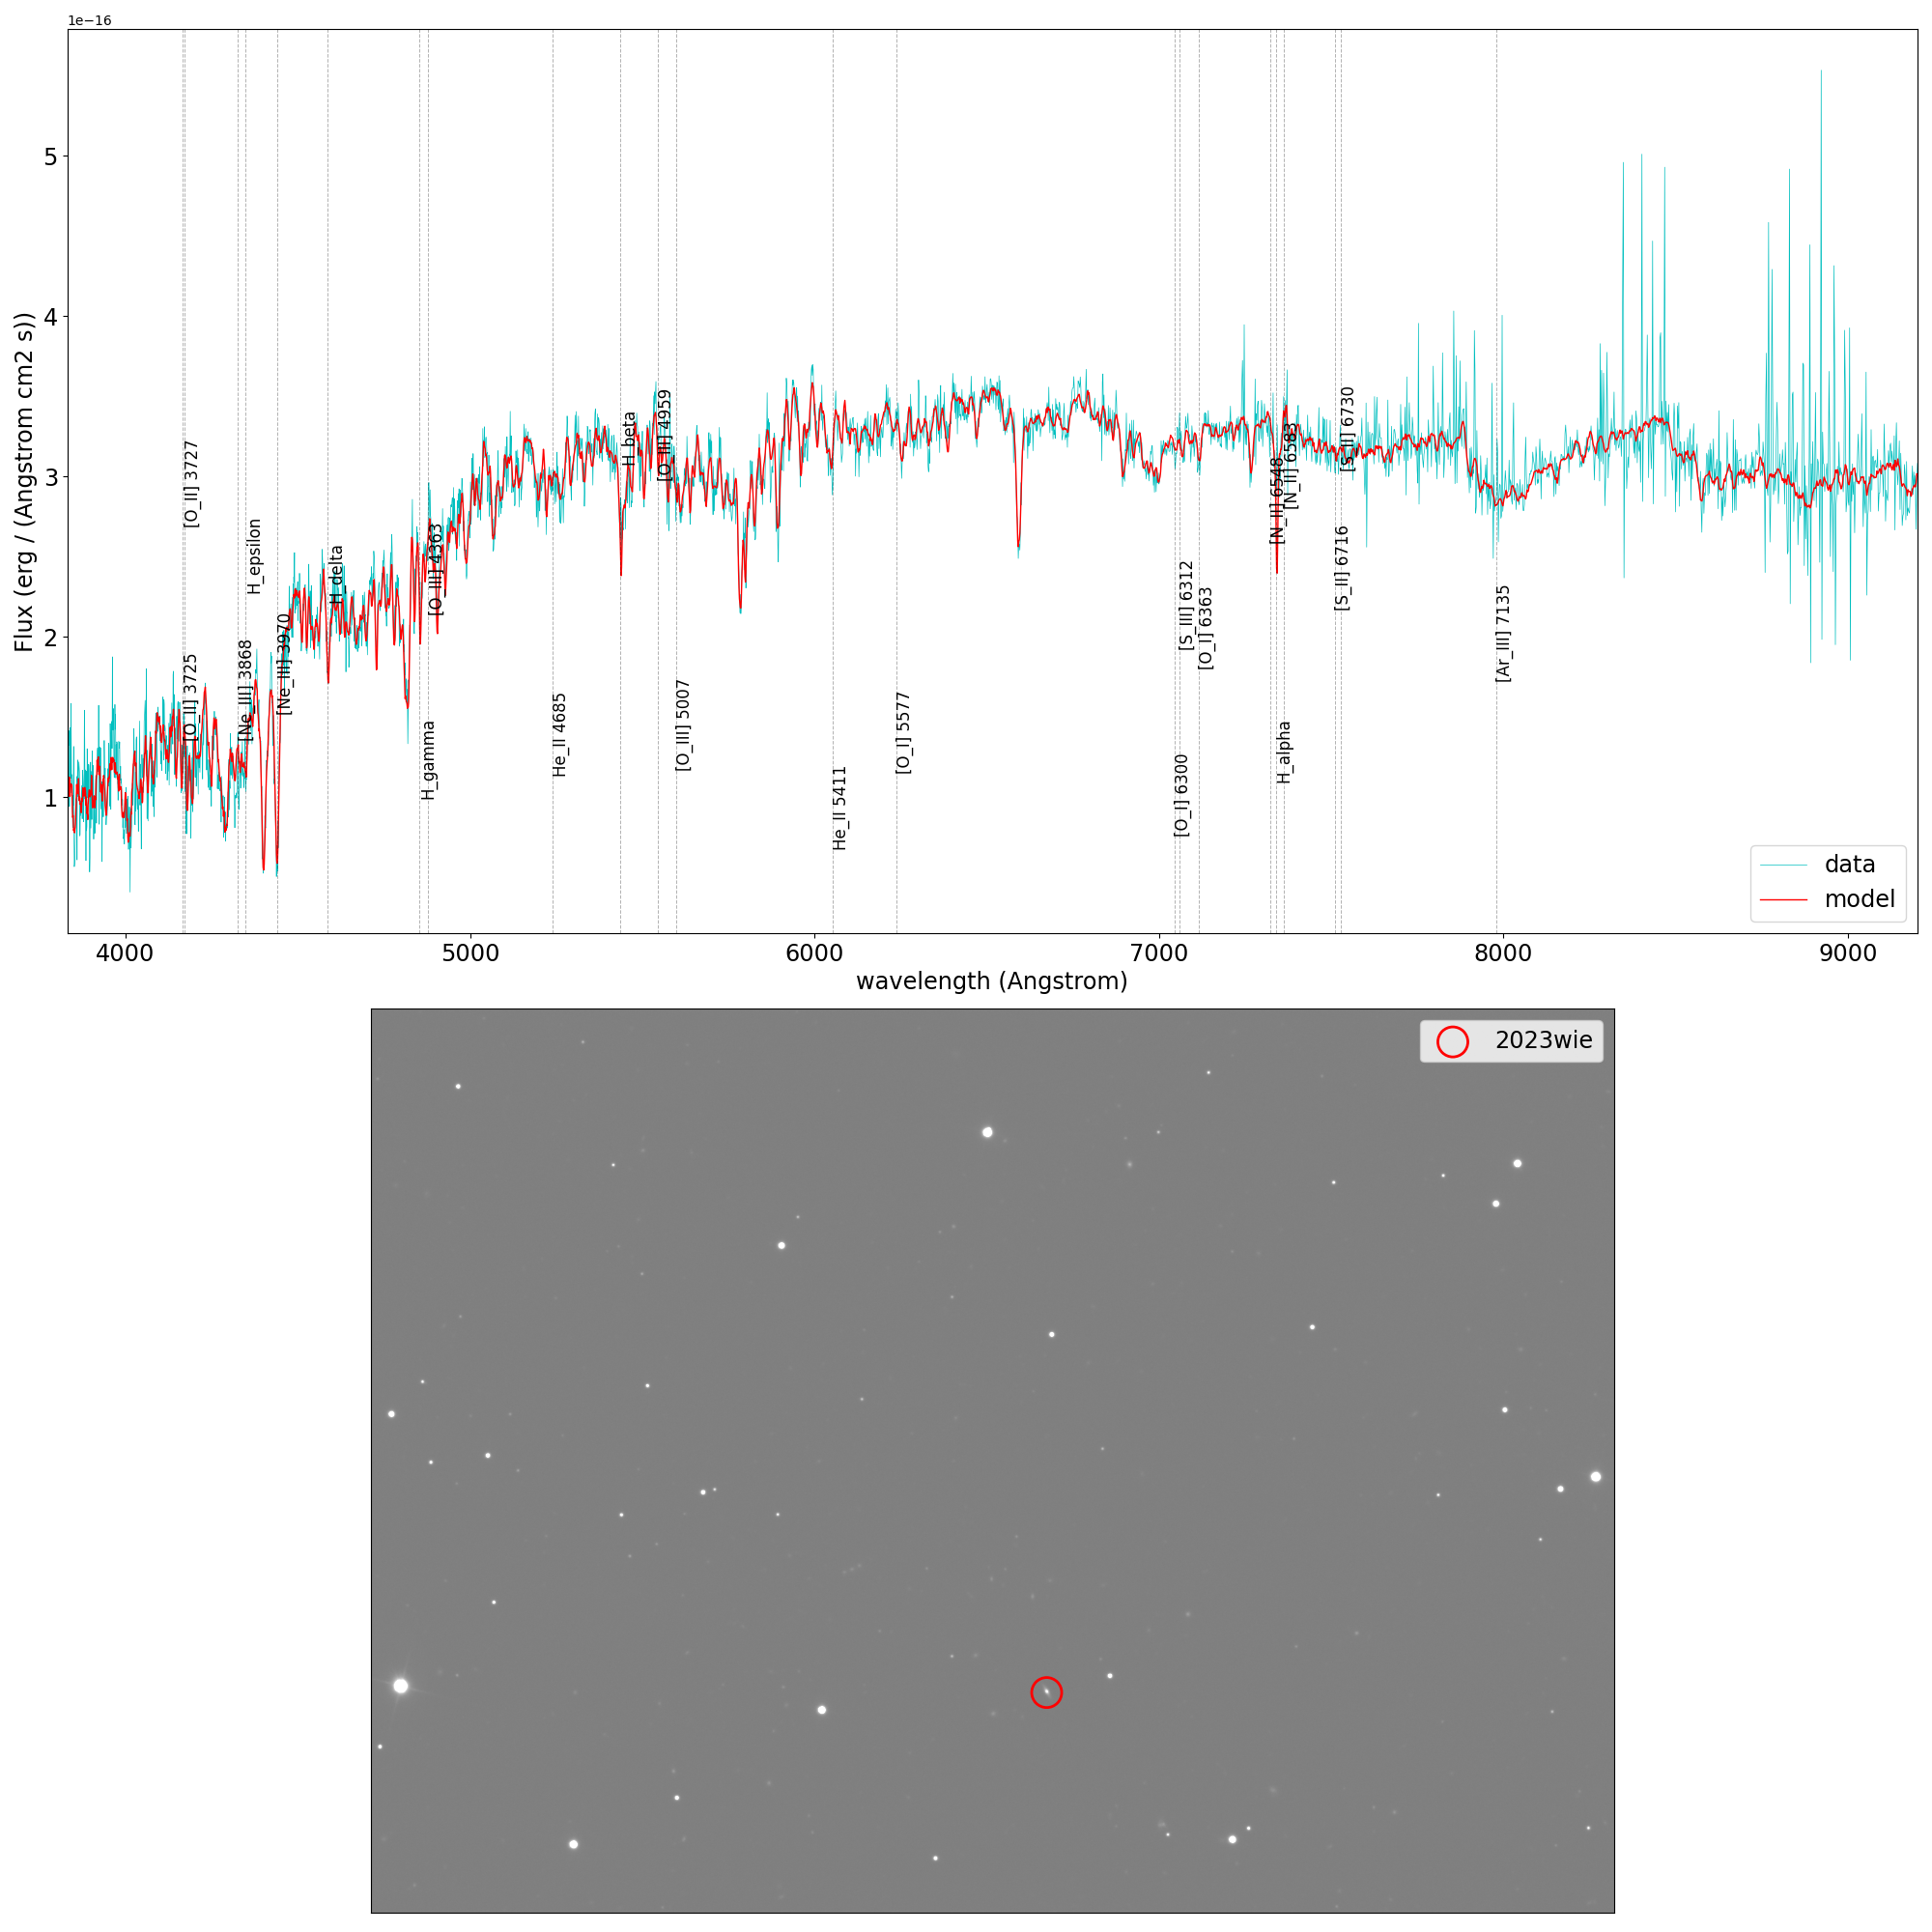 1e−16
Flux (erg / (Angstrom cm2 s))
5
4
3
2
1
[O_II] 3725
[O_II] 3727
[Ne_III] 3868
H_epsilon
[Ne_III] 3970
H_delta
H_gamma
[O_III] 4363
He_II 4685
H_beta
[O_III] 4959
[O_III] 5007
He_II 5411
[O_I] 5577
[O_I] 6300
[S_III] 6312
[O_I] 6363
[N_II] 6548
H_alpha
[N_II] 6583
[S_II] 6716
[S_II] 6730
[Ar_III] 7135
data
model
4000 5000 6000 7000 8000 9000
wavelength (Angstrom)
2023wie